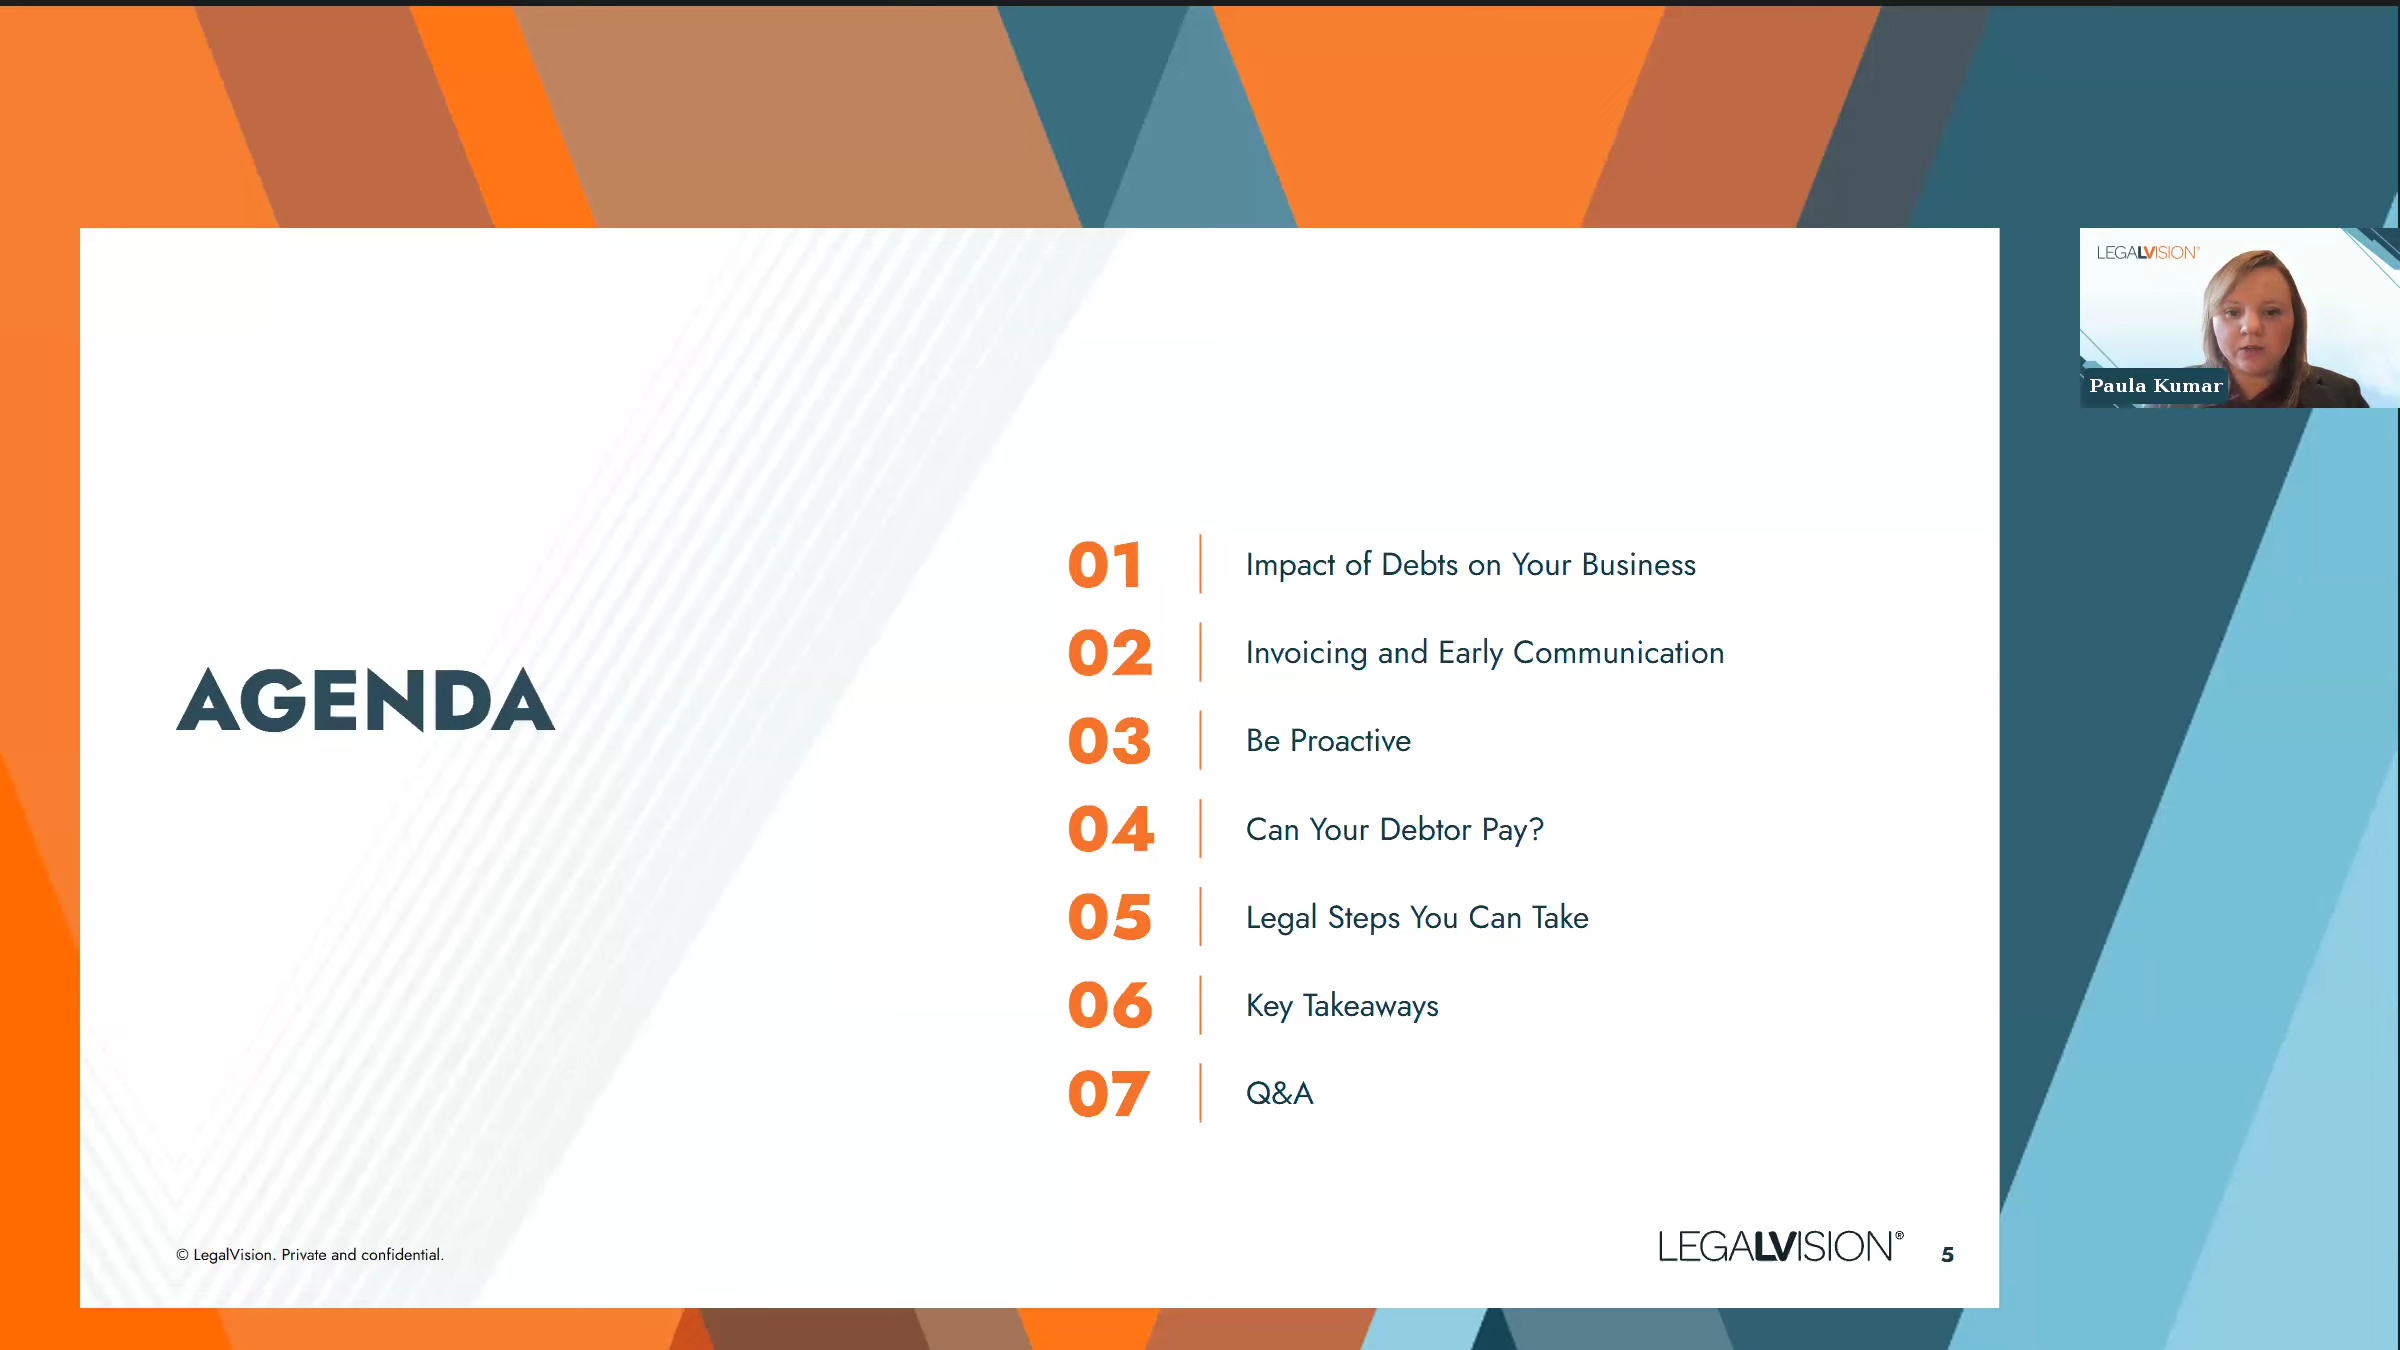 AGENDA
01 Impact of Debts on Your Business
02 Invoicing and Early Communication
03 Be Proactive
04 Can Your Debtor Pay?
05 Legal Steps You Can Take
06 Key Takeaways
07 Q&A
© LegalVision. Private and confidential.
LEGALVISION®
5
LEGALVISION®
Paula Kumar